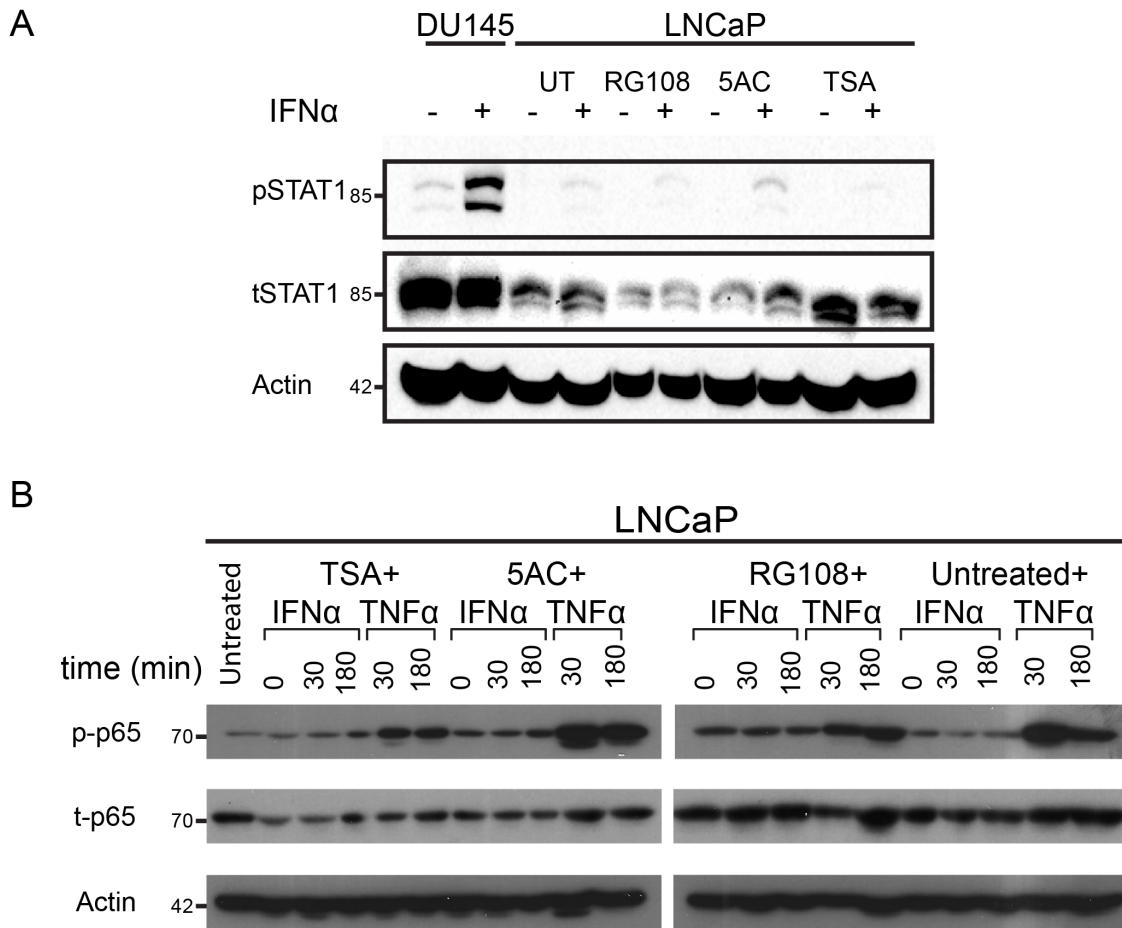 A
DU145 LNCaP
UT RG108 5AC TSA
IFNα - + - + - + - + - +
pSTAT1 85
tSTAT1 85
Actin 42
B
LNCaP
Untreated TSA+ 5AC+ RG108+ Untreated+
IFNα TNFα IFNα TNFα IFNα TNFα IFNα TNFα
time (min) 0 30 180 30 180 0 30 180 30 180 0 30 180 30 180 0 30 180 30 180
p-p65 70
t-p65 70
Actin 42